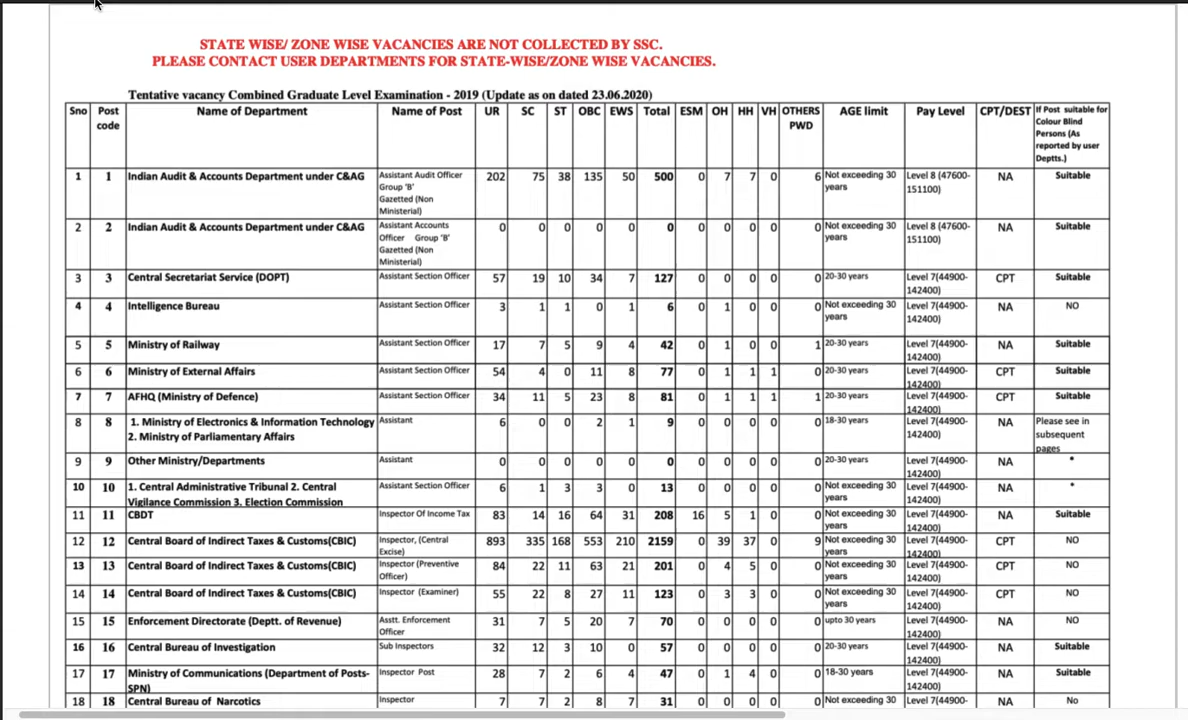 STATE WISE/ ZONE WISE VACANCIES ARE NOT COLLECTED BY SSC.
PLEASE CONTACT USER DEPARTMENTS FOR STATE-WISE/ZONE WISE VACANCIES.
Tentative vacancy Combined Graduate Level Examination - 2019 (Update as on dated 23.06.2020)
Sno Post code Name of Department Name of Post UR SC ST OBC EWS Total ESM OH HH VH OTHERS PWD AGE limit Pay Level CPT/DEST If Post suitable for Colour Blind Persons (As reported by user Deptts.)
1 1 Indian Audit & Accounts Department under C&AG Assistant Audit Officer Group 'B' Gazetted (Non Ministerial) 202 75 38 135 50 500 0 7 7 0 6 Not exceeding 30 years Level 8 (47600-151100) NA Suitable
2 2 Indian Audit & Accounts Department under C&AG Assistant Accounts Officer Group 'B' Gazetted (Non Ministerial) 0 0 0 0 0 0 0 0 0 0 0 Not exceeding 30 years Level 8 (47600-151100) NA Suitable
3 3 Central Secretariat Service (DOPT) Assistant Section Officer 57 19 10 34 7 127 0 0 0 0 0 20-30 years Level 7(44900-142400) CPT Suitable
4 4 Intelligence Bureau Assistant Section Officer 3 1 1 0 1 6 0 1 0 0 0 Not exceeding 30 years Level 7(44900-142400) NA NO
5 5 Ministry of Railway Assistant Section Officer 17 7 5 9 4 42 0 1 0 0 1 20-30 years Level 7(44900-142400) NA Suitable
6 6 Ministry of External Affairs Assistant Section Officer 54 4 0 11 8 77 0 1 1 1 0 20-30 years Level 7(44900-142400) CPT Suitable
7 7 AFHQ (Ministry of Defence) Assistant Section Officer 34 11 5 23 8 81 0 1 1 1 1 20-30 years Level 7(44900-142400) CPT Suitable
8 8 1. Ministry of Electronics & Information Technology 2. Ministry of Parliamentary Affairs Assistant 6 0 0 2 1 9 0 0 0 0 0 18-30 years Level 7(44900-142400) NA Please see in subsequent pages
9 9 Other Ministry/Departments Assistant 0 0 0 0 0 0 0 0 0 0 0 20-30 years Level 7(44900-142400) NA *
10 10 1. Central Administrative Tribunal 2. Central Vigilance Commission 3. Election Commission Assistant Section Officer 6 1 3 3 0 13 0 0 0 0 0 Not exceeding 30 years Level 7(44900-142400) NA *
11 11 CBDT Inspector Of Income Tax 83 14 16 64 31 208 16 5 1 0 0 Not exceeding 30 years Level 7(44900-142400) NA Suitable
12 12 Central Board of Indirect Taxes & Customs(CBIC) Inspector, (Central Excise) 893 335 168 553 210 2159 0 39 37 0 9 Not exceeding 30 years Level 7(44900-142400) CPT NO
13 13 Central Board of Indirect Taxes & Customs(CBIC) Inspector (Preventive Officer) 84 22 11 63 21 201 0 4 5 0 0 Not exceeding 30 years Level 7(44900-142400) CPT NO
14 14 Central Board of Indirect Taxes & Customs(CBIC) Inspector (Examiner) 55 22 8 27 11 123 0 3 3 0 0 Not exceeding 30 years Level 7(44900-142400) CPT NO
15 15 Enforcement Directorate (Deptt. of Revenue) Asstt. Enforcement Officer 31 7 5 20 7 70 0 0 0 0 0 upto 30 years Level 7(44900-142400) NA NO
16 16 Central Bureau of Investigation Sub Inspectors 32 12 3 10 0 57 0 0 0 0 0 20-30 years Level 7(44900-142400) NA Suitable
17 17 Ministry of Communications (Department of Posts-SPN) Inspector Post 28 7 2 6 4 47 0 1 4 0 0 18-30 years Level 7(44900-142400) NA Suitable
18 18 Central Bureau of Narcotics Inspector 7 7 2 8 7 31 0 0 0 0 0 Not exceeding 30 Level 7(44900- NA No